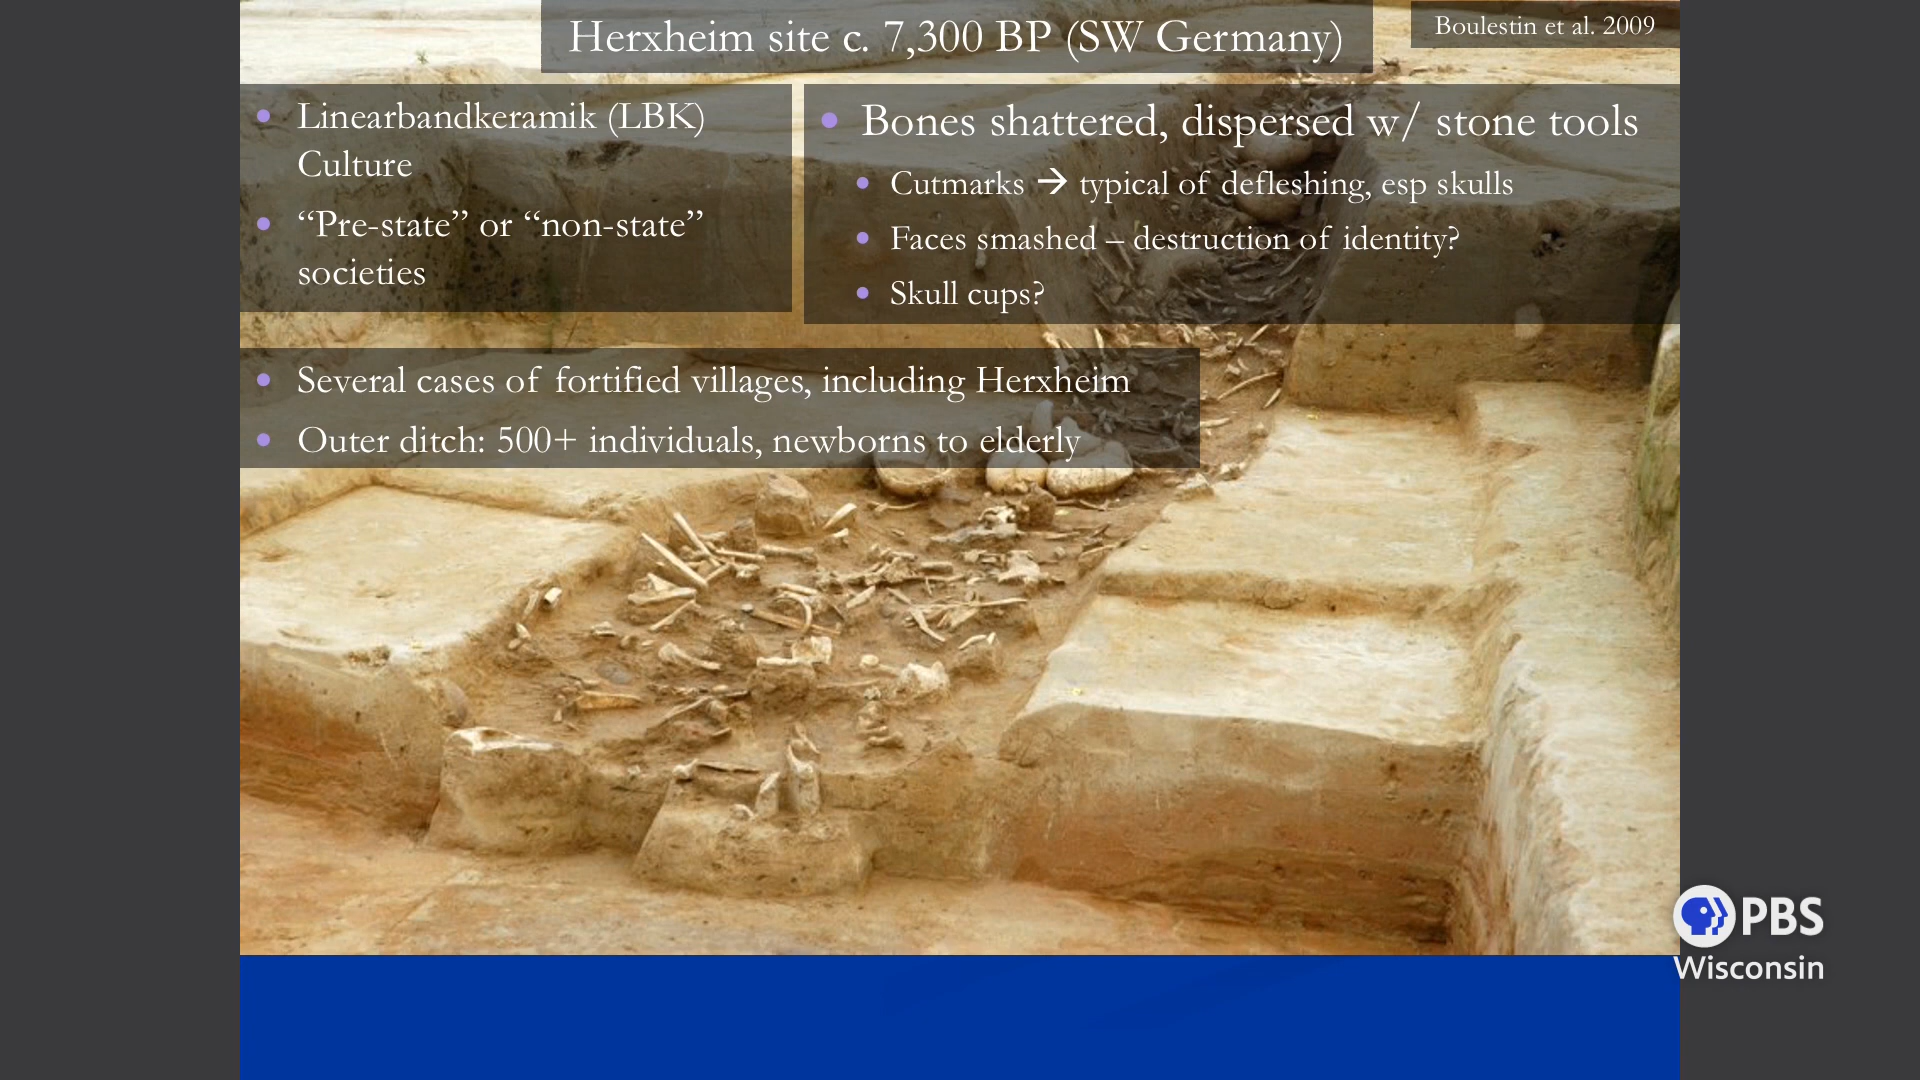 Herxheim site c. 7,300 BP (SW Germany)
Boulestin et al. 2009
• Linearbandkeramik (LBK)
Culture
• “Pre-state” or “non-state”
societies
• Bones shattered, dispersed w/ stone tools
• Cutmarks → typical of defleshing, esp skulls
• Faces smashed – destruction of identity?
• Skull cups?
• Several cases of fortified villages, including Herxheim
• Outer ditch: 500+ individuals, newborns to elderly
PBS
Wisconsin